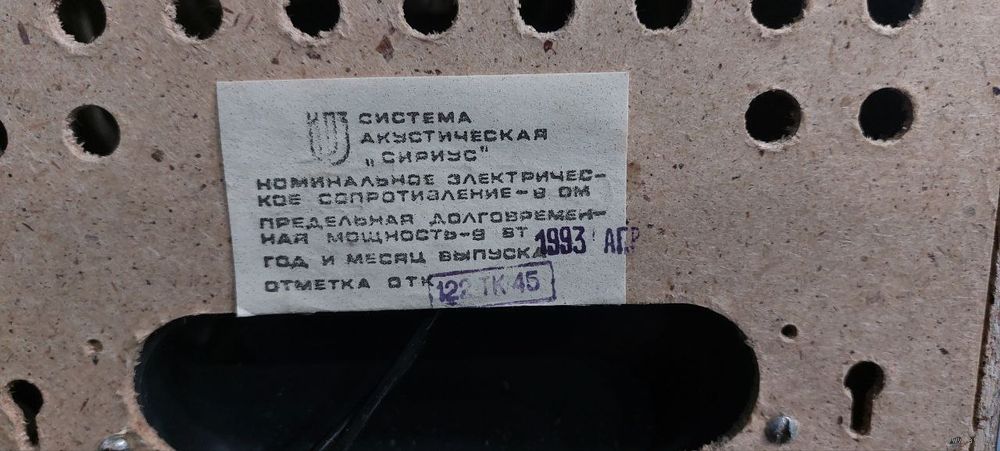 СИСТЕМА
АКУСТИЧЕСКАЯ
„СИРИУС"
НОМИНАЛЬНОЕ ЭЛЕКТРИЧЕС-
КОЕ СОПРОТИВЛЕНИЕ-8 ОМ
ПРЕДЕЛЬНАЯ ДОЛГОВРЕМЕН-
НАЯ МОЩНОСТЬ-8 ВТ
ГОД И МЕСЯЦ ВЫПУСКА 1993 АПР
ОТМЕТКА ОТК 122 ТК 45